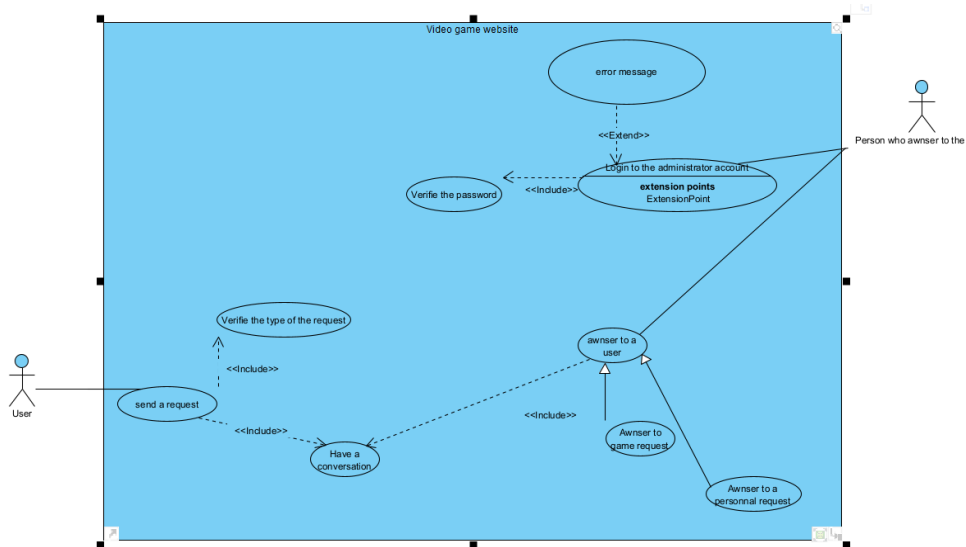 Video game website
error message
<<Extend>>
Person who awnser to the
Login to the administrator account
extension points
ExtensionPoint
<<Include>>
Verifie the password
Verifie the type of the request
awnser to a
user
<<Include>>
User
send a request
<<Include>>
<<Include>>
Have a
conversation
Awnser to
game request
Awnser to a
personnal request